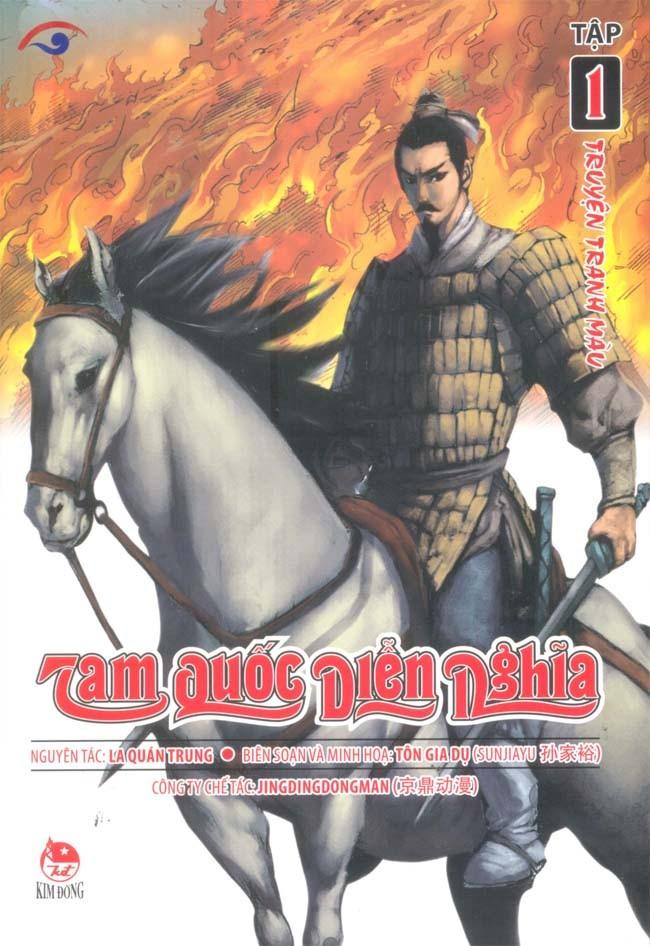 TẬP
1
TRUYỆN TRANH MÀU
Tam Quốc Diễn Nghĩa
NGUYÊN TÁC: LA QUÁN TRUNG • BIÊN SOẠN VÀ MINH HOẠ: TÔN GIA DỤ (SUNJIAYU 孙家裕)
CÔNG TY CHẾ TÁC: JINGDINGDONGMAN (京鼎动漫)
KIM ĐỒNG